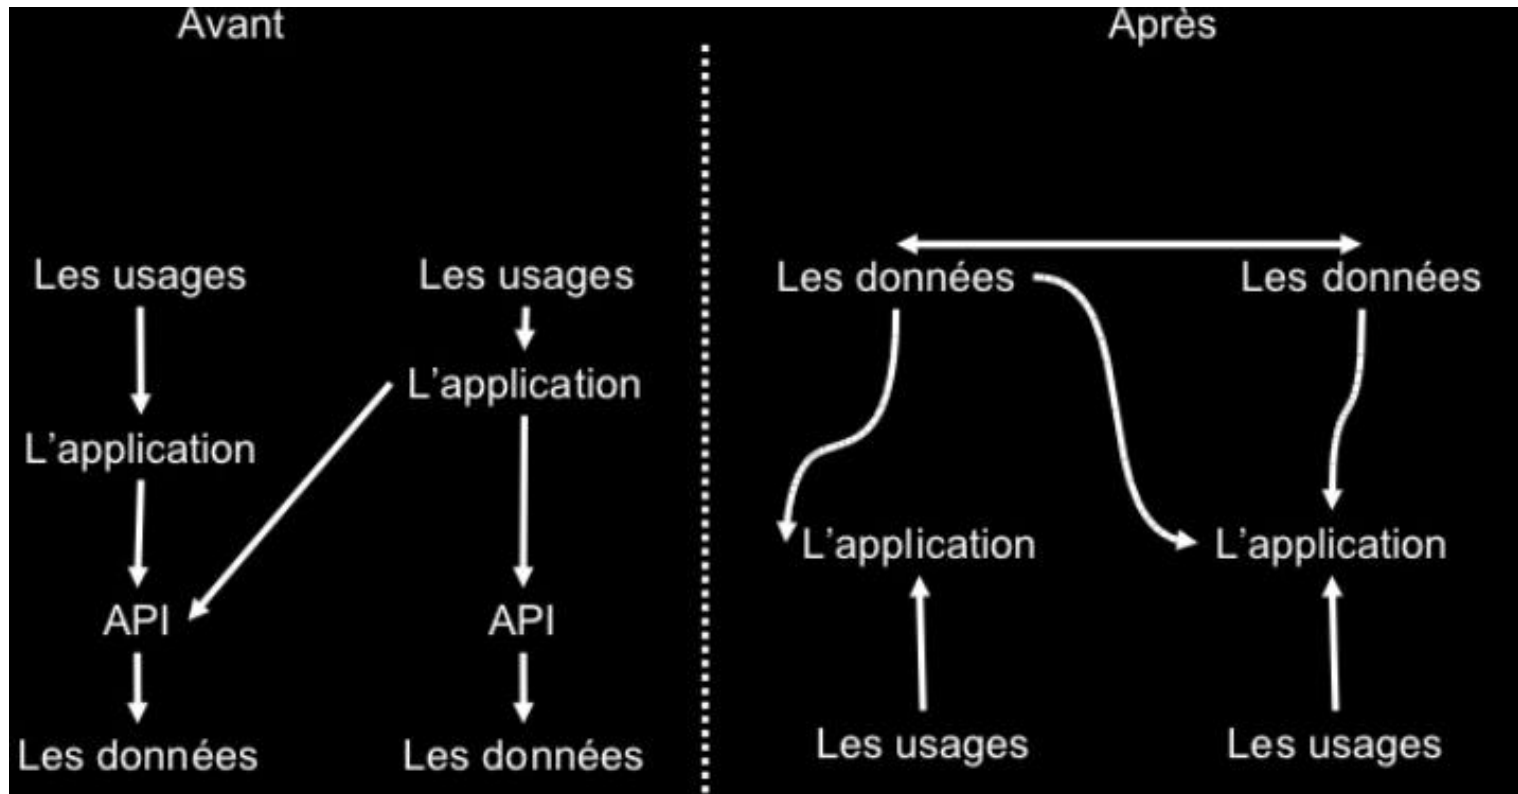 Avant
Les usages
Les usages
L'application
L'application
API
API
Les données
Les données
Après
Les données
Les données
L'application
L'application
Les usages
Les usages